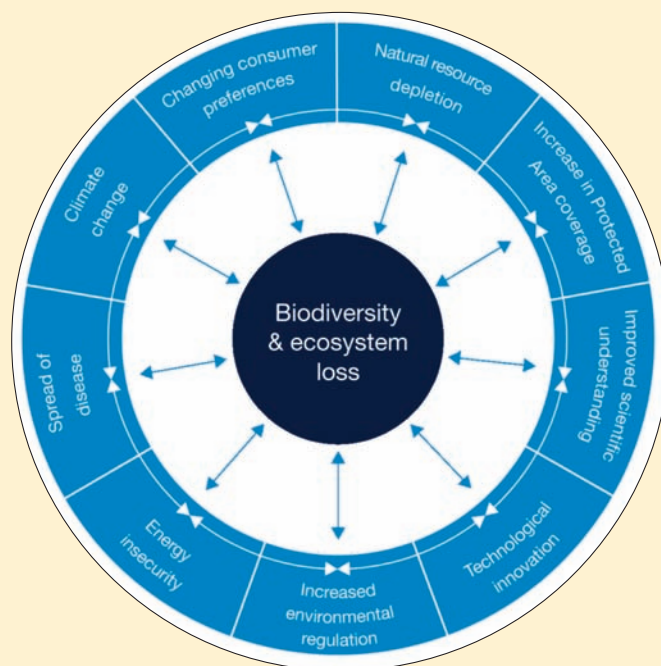 Changing consumer
preferences
Natural resource
depletion
Increase in Protected
Area coverage
Improved scientific
understanding
Technological
innovation
Increased
environmental
regulation
Energy
insecurity
Spread of
disease
Climate
change
Biodiversity
& ecosystem
loss